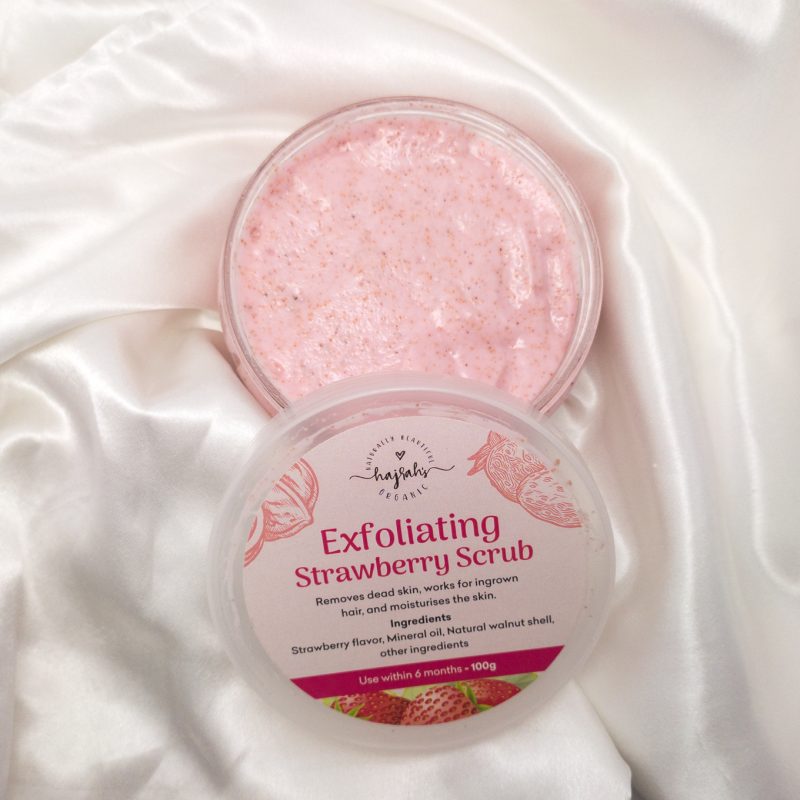 NATURALLY BEAUTIFUL
hajrah's
ORGANIC
Exfoliating
Strawberry Scrub
Removes dead skin, works for ingrown
hair, and moisturises the skin.
Ingredients
Strawberry flavor, Mineral oil, Natural walnut shell,
other ingredients
Use within 6 months - 100g